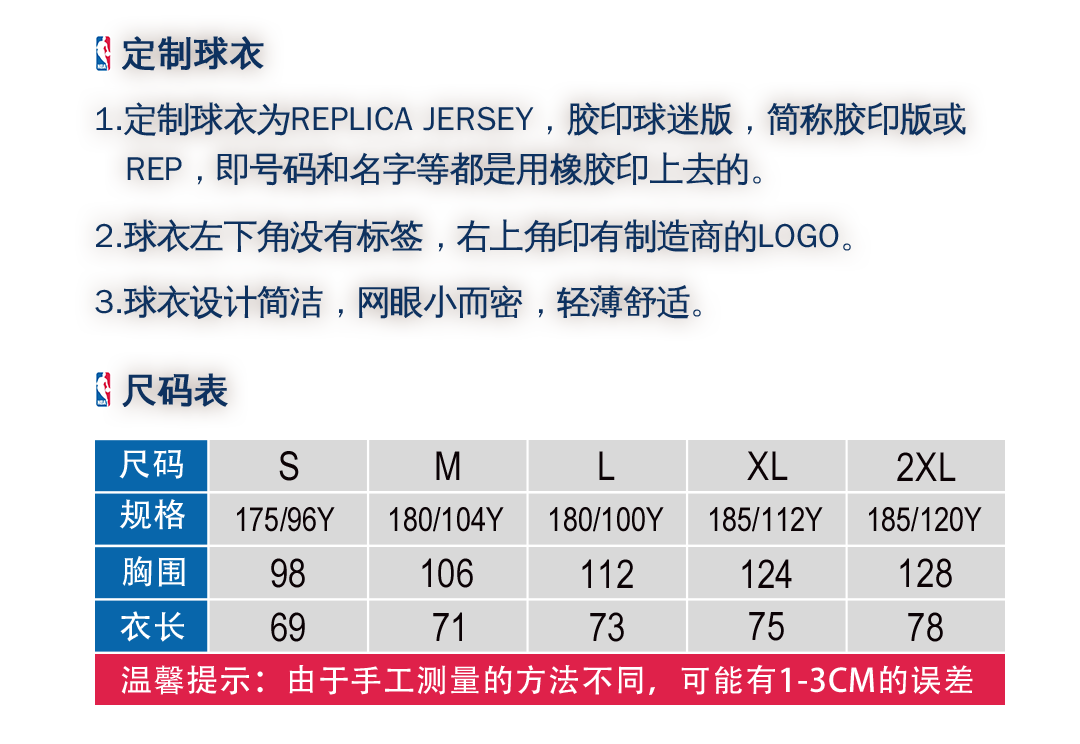 定制球衣
1.定制球衣为REPLICA JERSEY，胶印球迷版，简称胶印版或
REP，即号码和名字等都是用橡胶印上去的。
2.球衣左下角没有标签，右上角印有制造商的LOGO。
3.球衣设计简洁，网眼小而密，轻薄舒适。
尺码表
尺码 S M L XL 2XL
规格 175/96Y 180/104Y 180/100Y 185/112Y 185/120Y
胸围 98 106 112 124 128
衣长 69 71 73 75 78
温馨提示：由于手工测量的方法不同，可能有1-3CM的误差